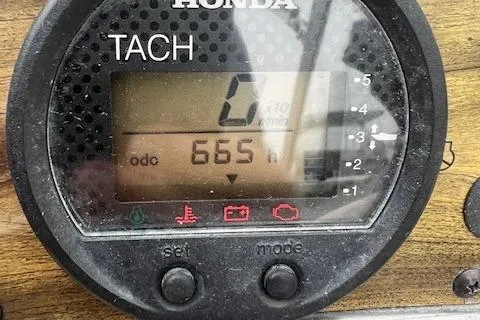 HONDA
TACH
0 x10
r/min
odo 665 h
5
4
3
2
1
set mode